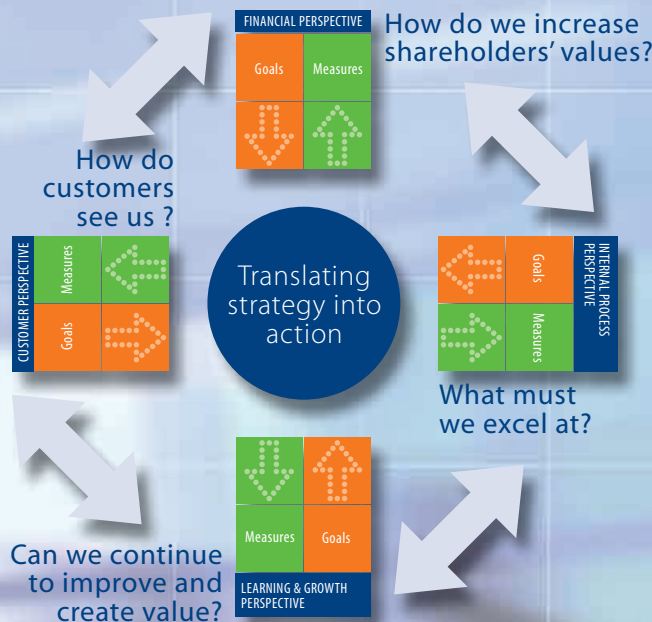 FINANCIAL PERSPECTIVE
Goals
Measures
How do we increase
shareholders' values?
How do
customers
see us ?
CUSTOMER PERSPECTIVE
Measures
Goals
Translating
strategy into
action
Goals
Measures
INTERNAL PROCESS
PERSPECTIVE
What must
we excel at?
Measures
Goals
LEARNING & GROWTH
PERSPECTIVE
Can we continue
to improve and
create value?